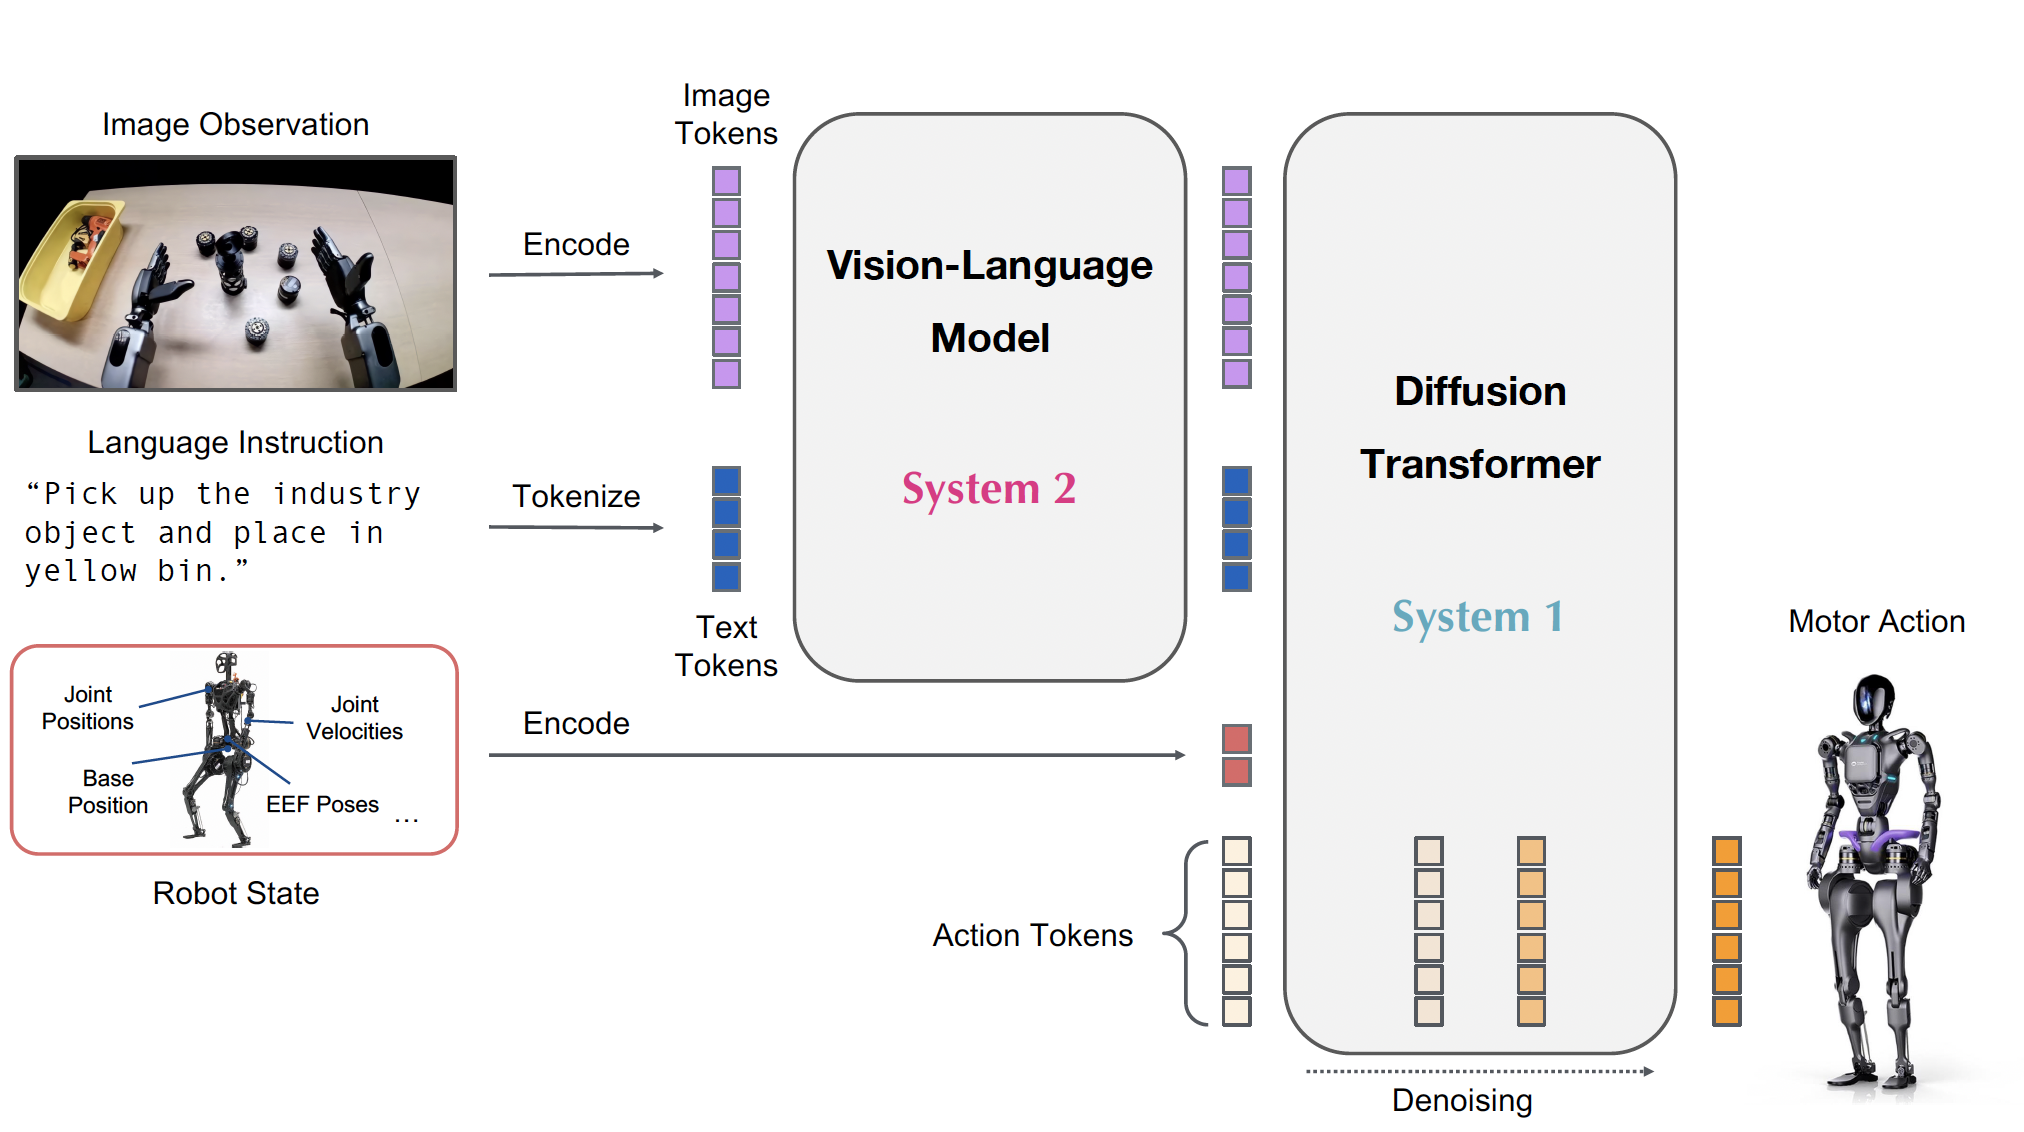 Image Observation
Encode
Image
Tokens
Language Instruction
“Pick up the industry
object and place in
yellow bin.”
Tokenize
Text
Tokens
Vision-Language
Model
System 2
Joint
Positions
Joint
Velocities
Base
Position
EEF Poses
...
Robot State
Encode
Action Tokens
Diffusion
Transformer
System 1
Denoising
Motor Action